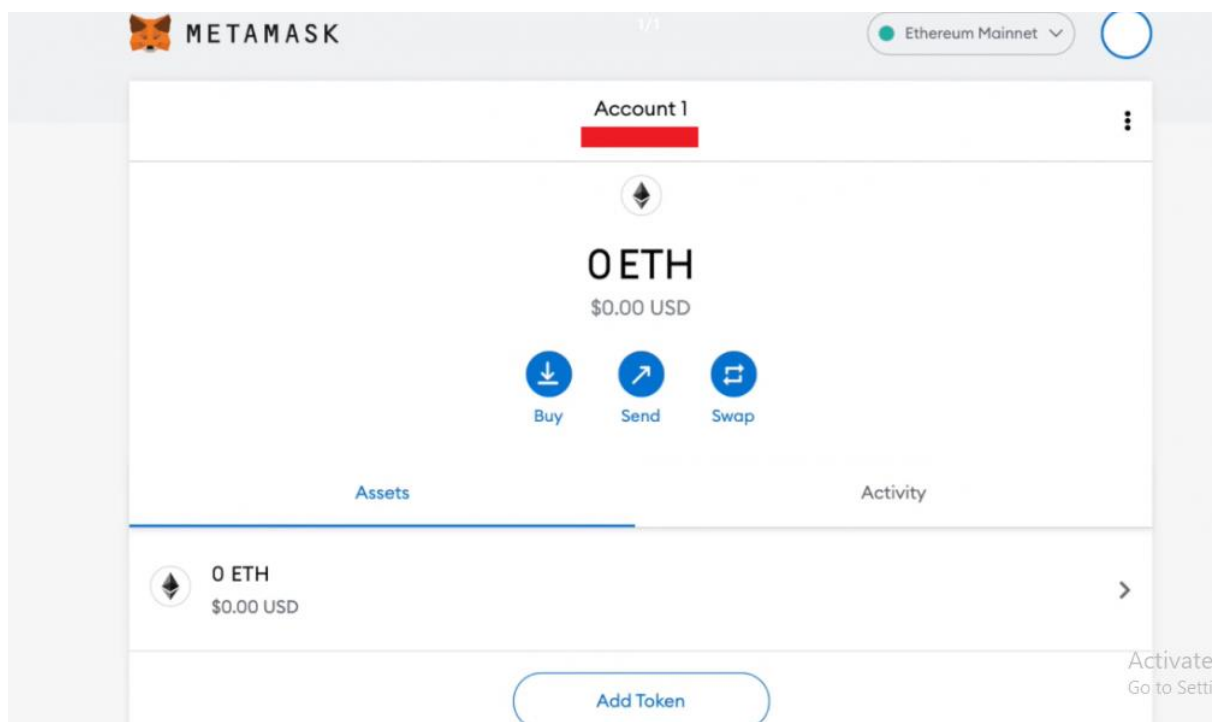 METAMASK
1/1
Ethereum Mainnet
Account 1
0 ETH
$0.00 USD
Buy
Send
Swap
Assets
Activity
0 ETH
$0.00 USD
Add Token
Activate
Go to Setti